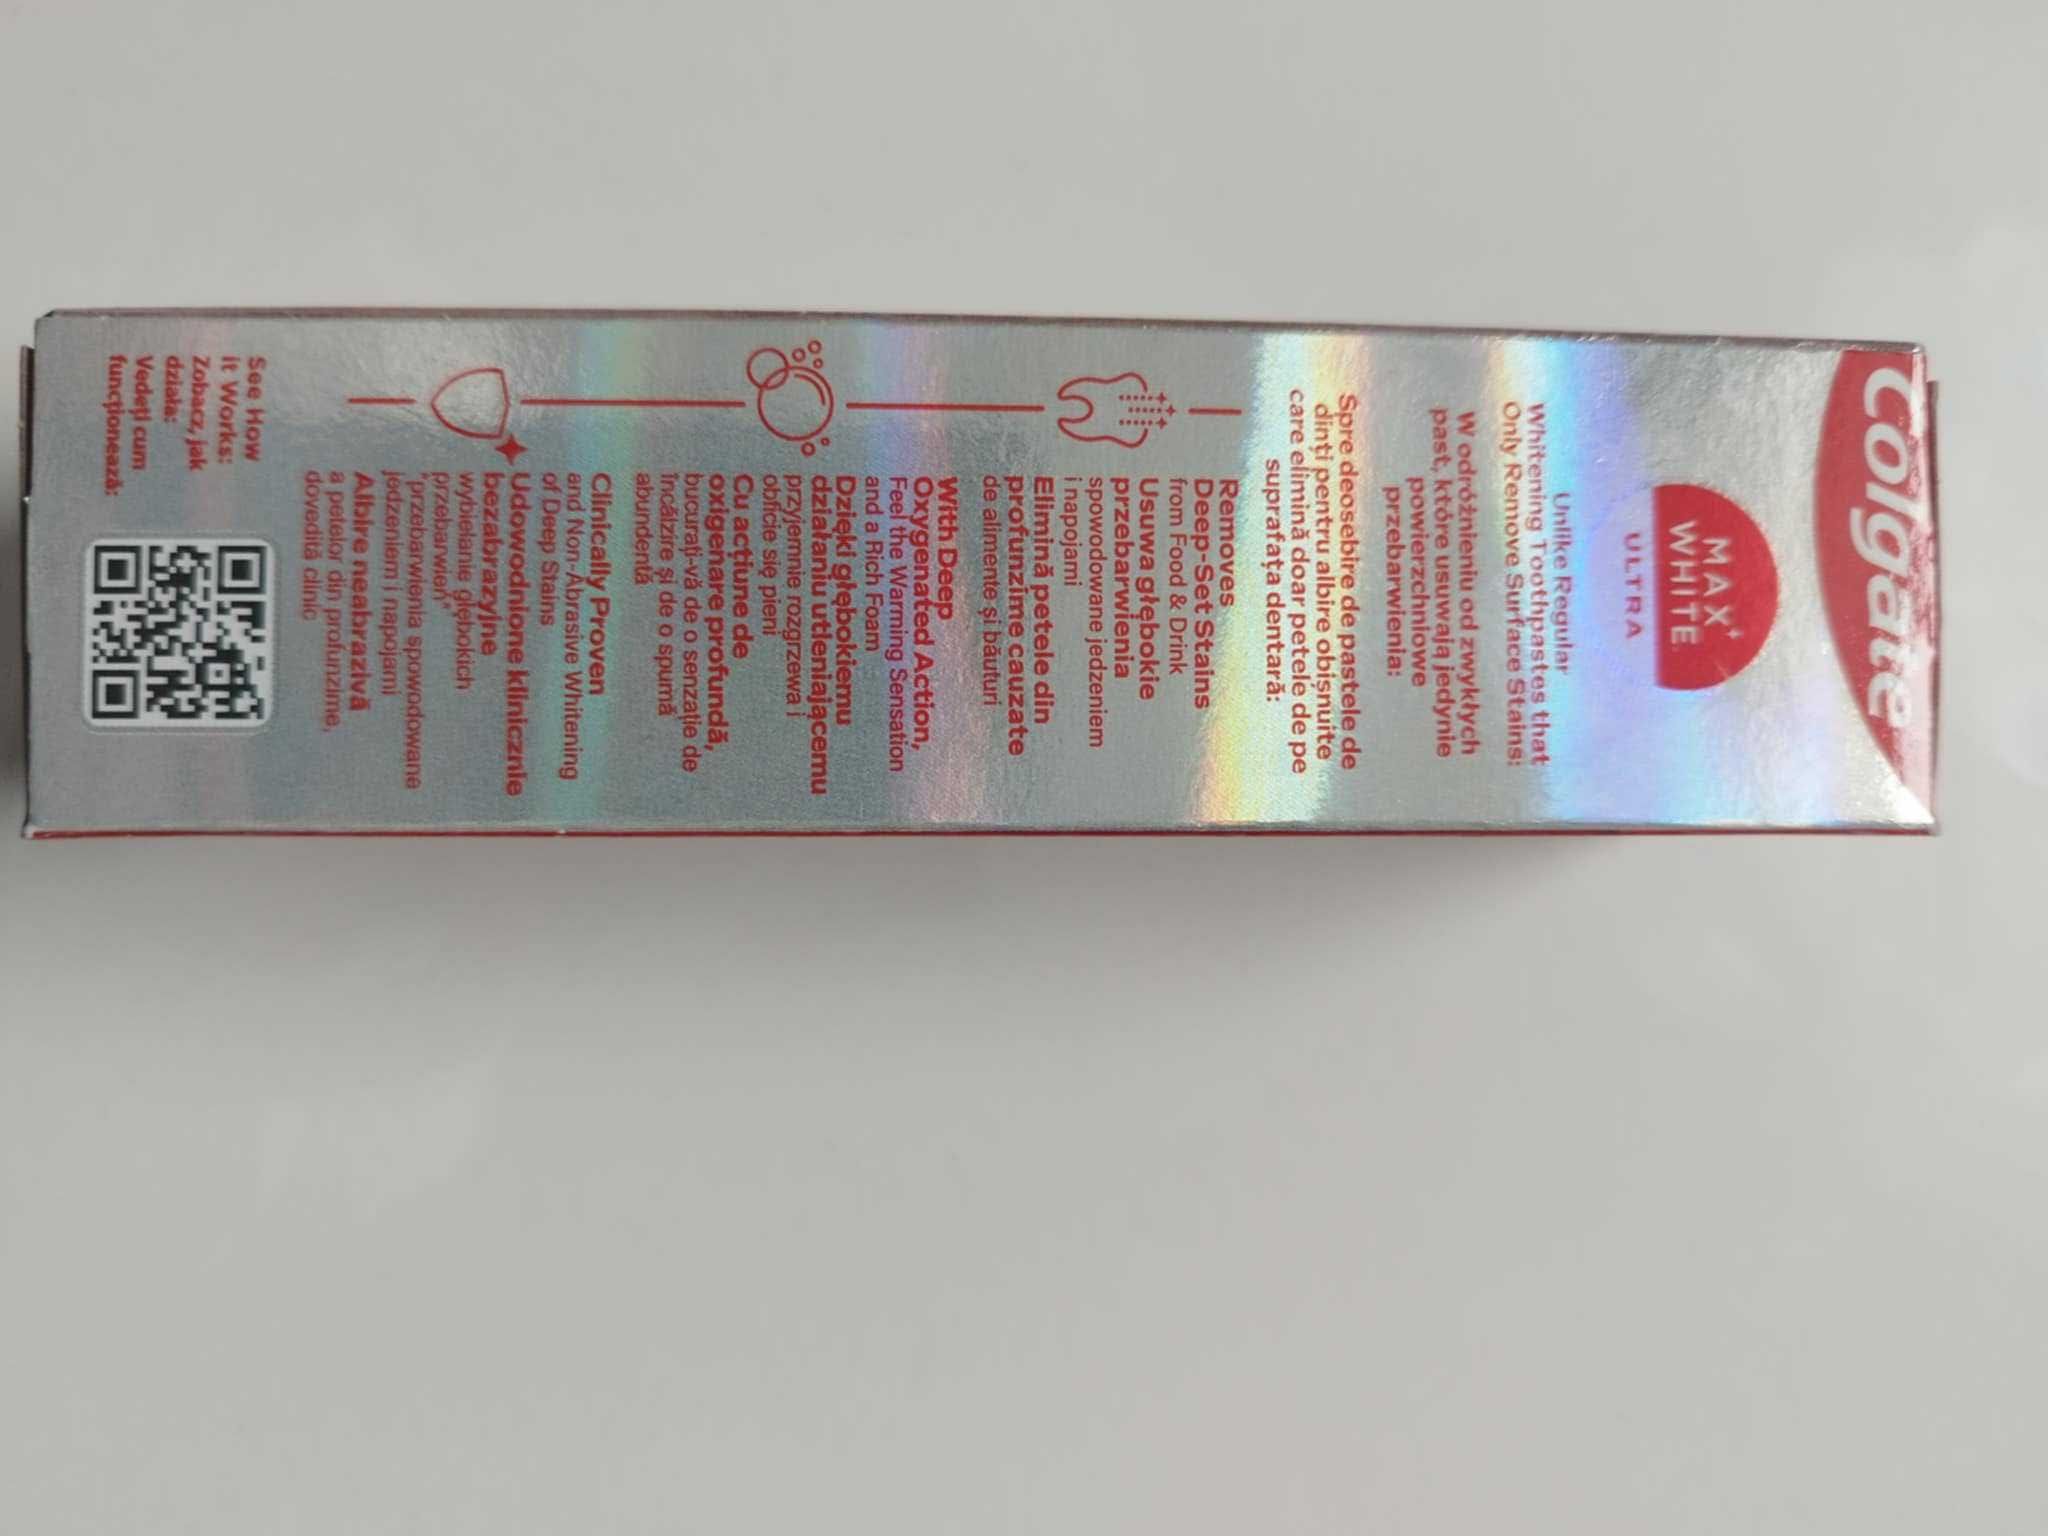 Colgate
MAX
WHITE
ULTRA
Unlike Regular
Whitening Toothpastes that
Only Remove Surface Stains:
W odróżnieniu od zwykłych
past, które usuwają jedynie
powierzchniowe
przebarwienia:
Spre deosebire de pastele de
dinți pentru albire obișnuite
care elimină doar petele de pe
suprafața dentară:
Removes
Deep-Set Stains
from Food & Drink
Usuwa głębokie
przebarwienia
spowodowane jedzeniem
i napojami
Elimină petele din
profunzime cauzate
de alimente și băuturi
With Deep
Oxygenated Action,
Feel the Warming Sensation
and a Rich Foam
Dzięki głębokiemu
działaniu utleniającemu
przyjemnie rozgrzewa i
obficie się pieni
Cu acțiune de
oxigenare profundă,
bucurați-vă de o senzație de
încălzire și de o spumă
abundentă
Clinically Proven
and Non-Abrasive Whitening
of Deep Stains
Udowodnione klinicznie
bezabrazyjne
wybielanie głębokich
przebarwień*
*przebarwienia spowodowane
jedzeniem i napojami
Albire neabrazivă
a petelor din profunzime,
dovedită clinic
See How
it Works:
Zobacz, jak
działa:
Vedeți cum
funcționează: